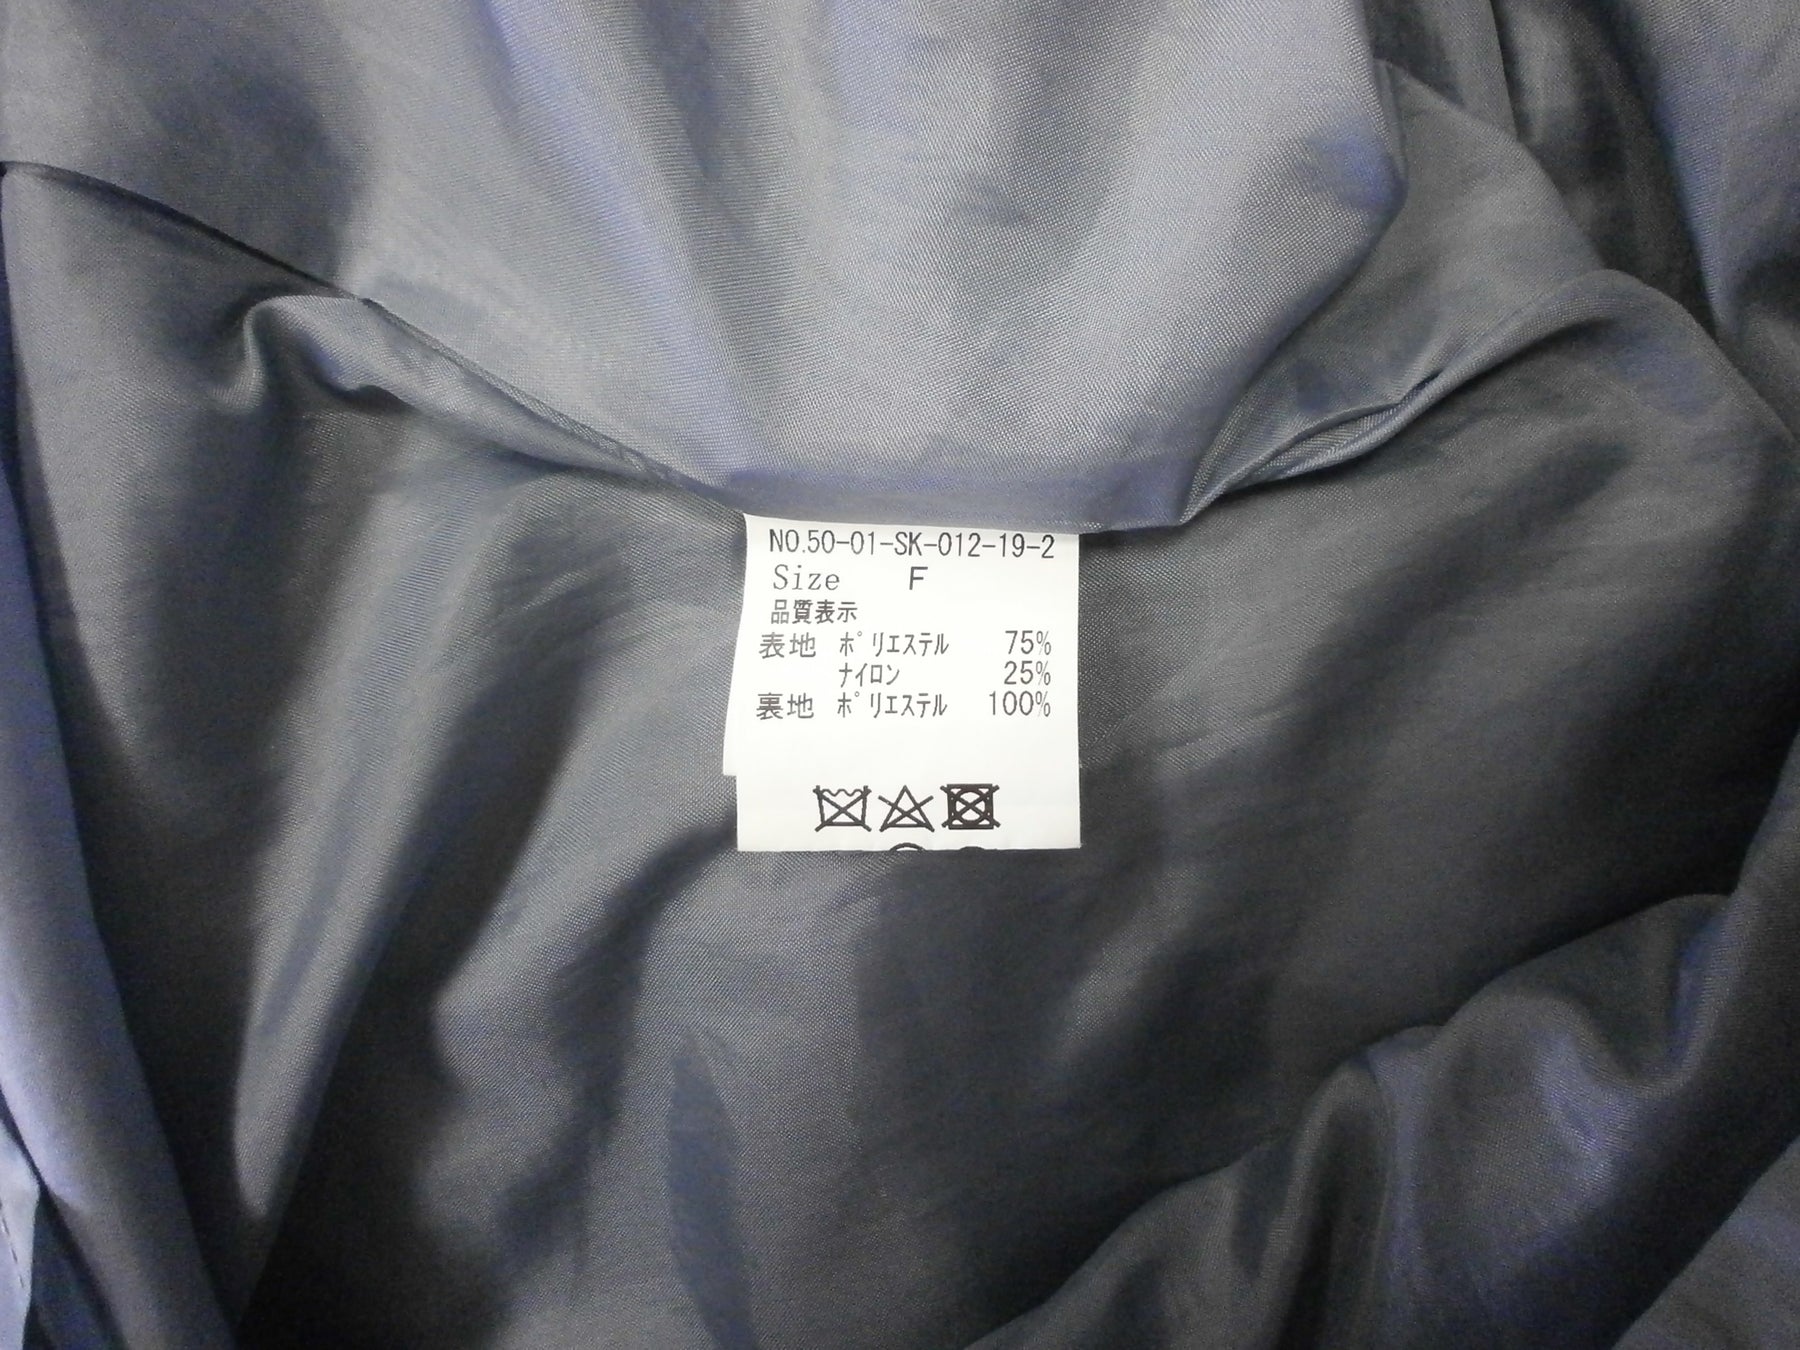 NO.50-01-SK-012-19-2
Size F
品質表示
表地 ポリエステル 75%
ナイロン 25%
裏地 ポリエステル 100%